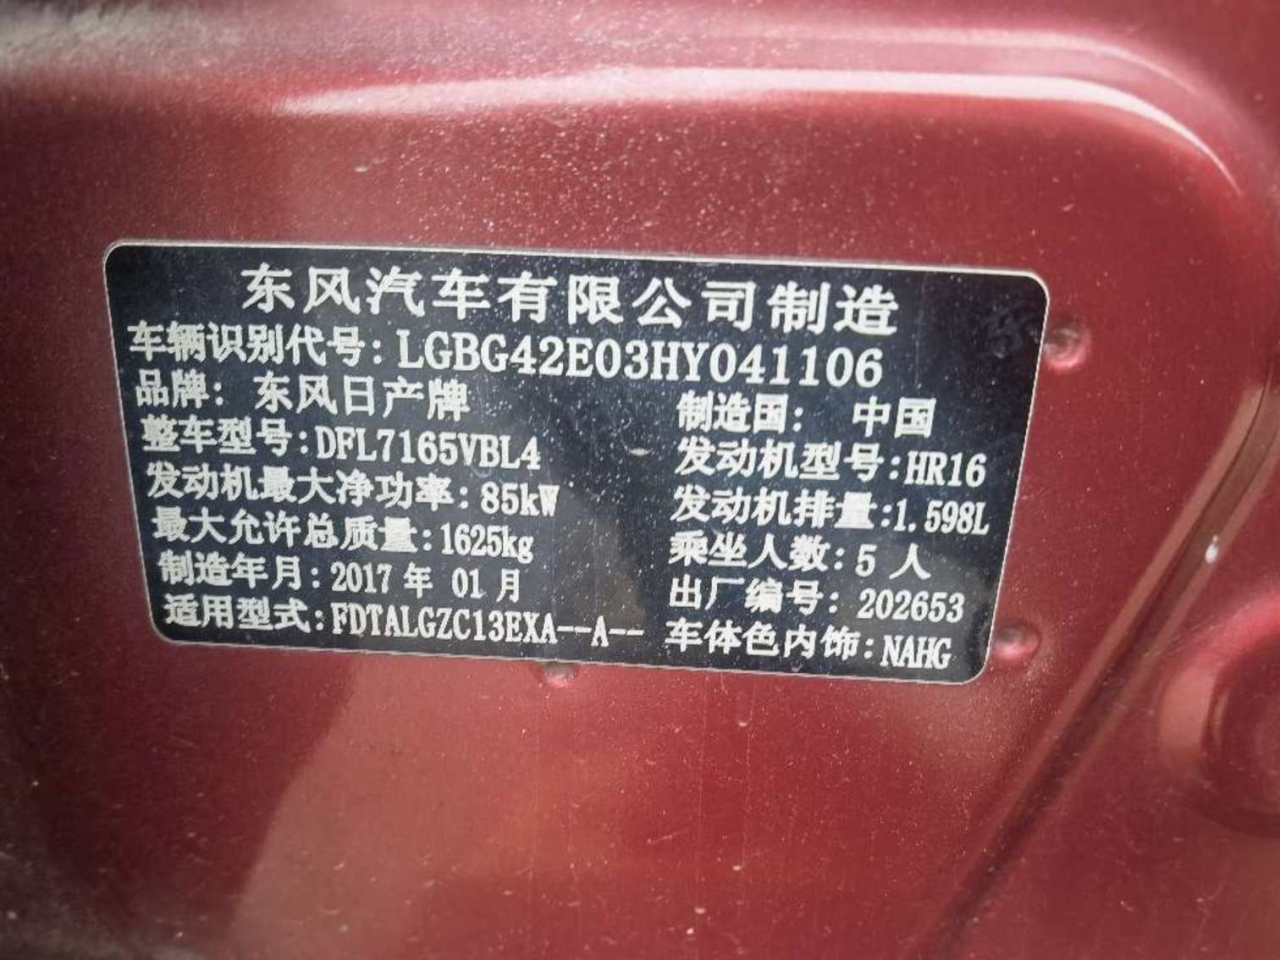 东风汽车有限公司制造
车辆识别代号:LGBG42E03HY041106
品牌: 东风日产牌 制造国: 中国
整车型号:DFL7165VBL4 发动机型号:HR16
发动机最大净功率:85kW 发动机排量:1.598L
最大允许总质量:1625kg 乘坐人数:5 人
制造年月:2017 年 01 月 出厂编号: 202653
适用型式:FDTALGZC13EXA--A-- 车体色内饰:NAHG